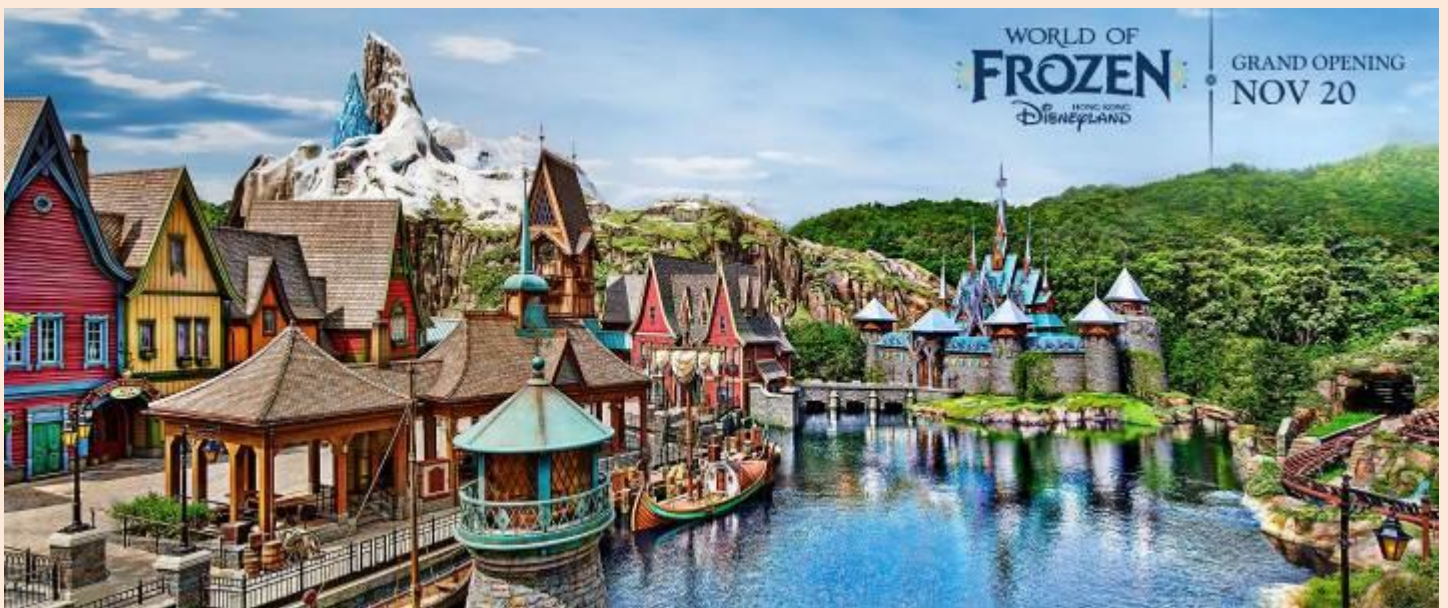 WORLD OF
FROZEN
HONG KONG
DISNEYLAND
GRAND OPENING
NOV 20